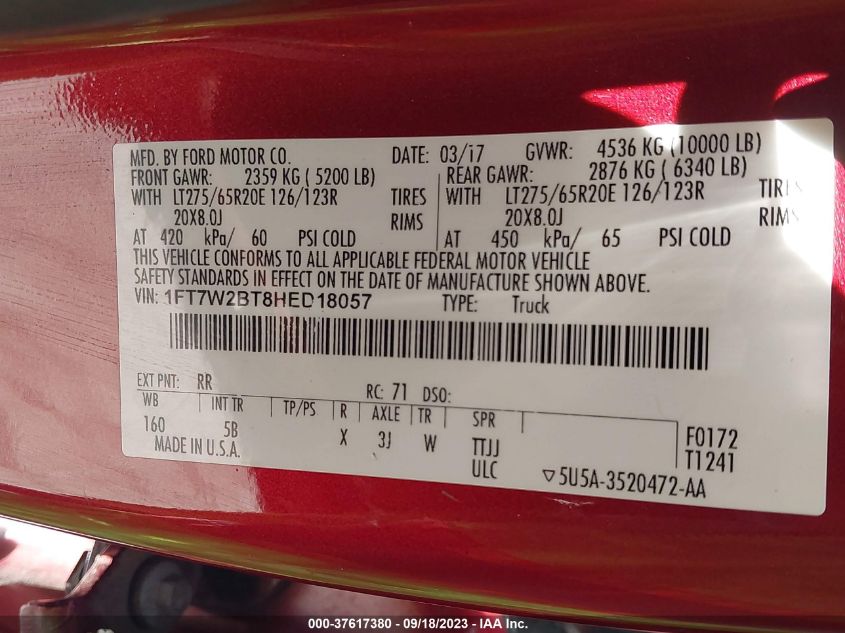 MFD. BY FORD MOTOR CO. DATE: 03/17 GVWR: 4536 KG (10000 LB)
FRONT GAWR: 2359 KG ( 5200 LB) REAR GAWR: 2876 KG ( 6340 LB)
WITH LT275/65R20E 126/123R TIRES WITH LT275/65R20E 126/123R TIRES
20X8.0J RIMS 20X8.0J RIMS
AT 420 kPa/ 60 PSI COLD AT 450 kPa/ 65 PSI COLD
THIS VEHICLE CONFORMS TO ALL APPLICABLE FEDERAL MOTOR VEHICLE
SAFETY STANDARDS IN EFFECT ON THE DATE OF MANUFACTURE SHOWN ABOVE.
VIN: 1FT7W2BT8HED18057 TYPE: Truck
EXT PNT: RR RC: 71 DSO:
WB INT TR TP/PS R AXLE TR SPR
160 5B X 3J W TTJJ F0172
MADE IN U.S.A. ULC ▽5U5A-3520472-AA T1241
000-37617380 - 09/18/2023 - IAA Inc.